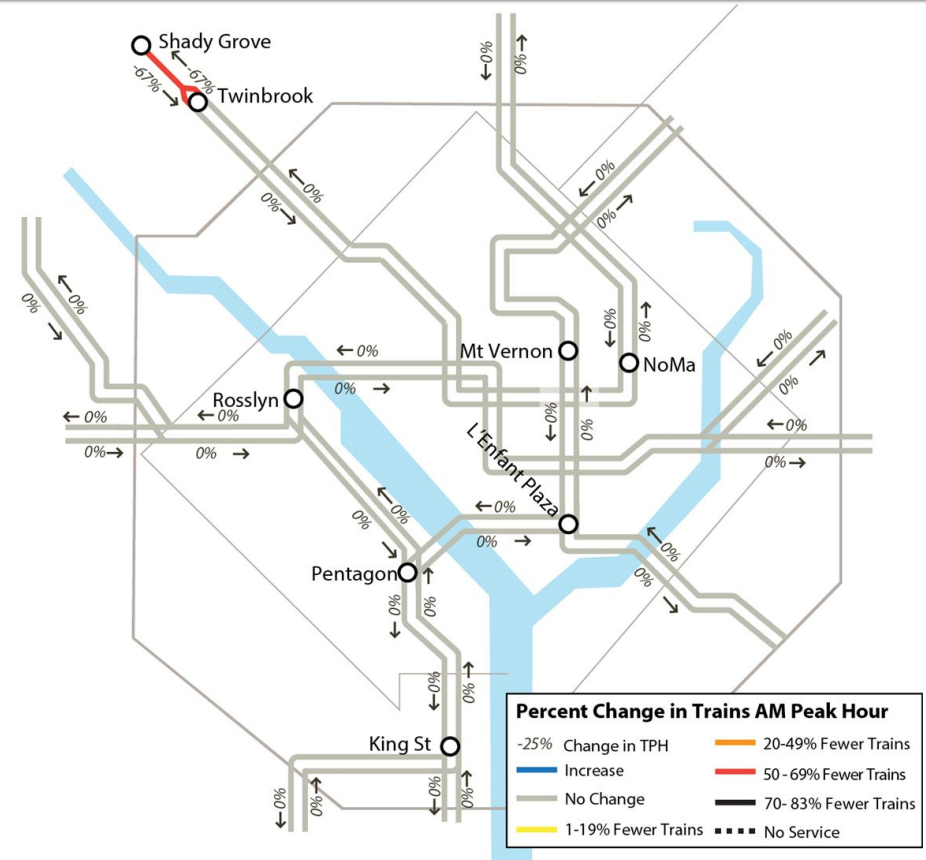 Shady Grove
-67%
-67%
Twinbrook
0%
0%
0%
0%
0%
0%
0%
0%
0%
0%
Mt Vernon
NoMa
0%
0%
0%
0%
Rosslyn
0%
0%
0%
0%
0%
0%
0%
0%
0%
0%
L'Enfant Plaza
0%
0%
0%
0%
0%
0%
Pentagon
0%
0%
0%
0%
King St
0%
0%
0%
0%
Percent Change in Trains AM Peak Hour
-25% Change in TPH
Increase
No Change
1-19% Fewer Trains
20-49% Fewer Trains
50 - 69% Fewer Trains
70- 83% Fewer Trains
No Service